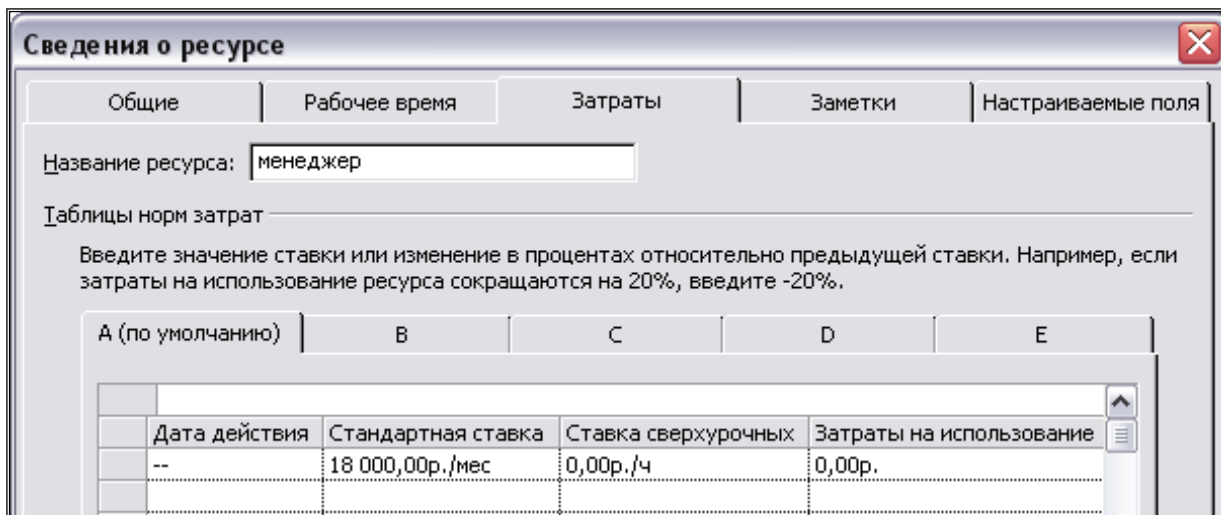 Сведения о ресурсе
Общие Рабочее время Затраты Заметки Настраиваемые поля
Название ресурса: менеджер
Таблицы норм затрат
Введите значение ставки или изменение в процентах относительно предыдущей ставки. Например, если
затраты на использование ресурса сокращаются на 20%, введите -20%.
A (по умолчанию) B C D E
Дата действия Стандартная ставка Ставка сверхурочных Затраты на использование
-- 18 000,00р./мес 0,00р./ч 0,00р.